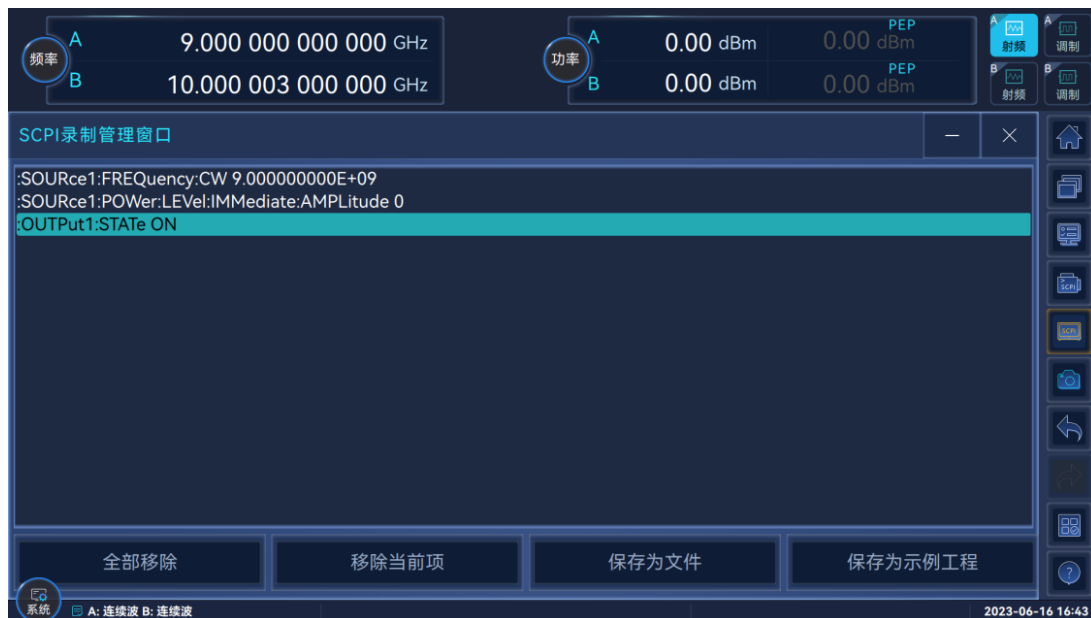 频率
A 9.000 000 000 000 GHz
B 10.000 003 000 000 GHz
功率
A 0.00 dBm PEP 0.00 dBm
B 0.00 dBm PEP 0.00 dBm
A 射频
A 调制
B 射频
B 调制
SCPI录制管理窗口
:SOURce1:FREQuency:CW 9.000000000E+09
:SOURce1:POWer:LEVel:IMMediate:AMPLitude 0
:OUTPut1:STATe ON
SCPI
SCPI
全部移除 移除当前项 保存为文件 保存为示例工程
系统
A: 连续波 B: 连续波
2023-06-16 16:43